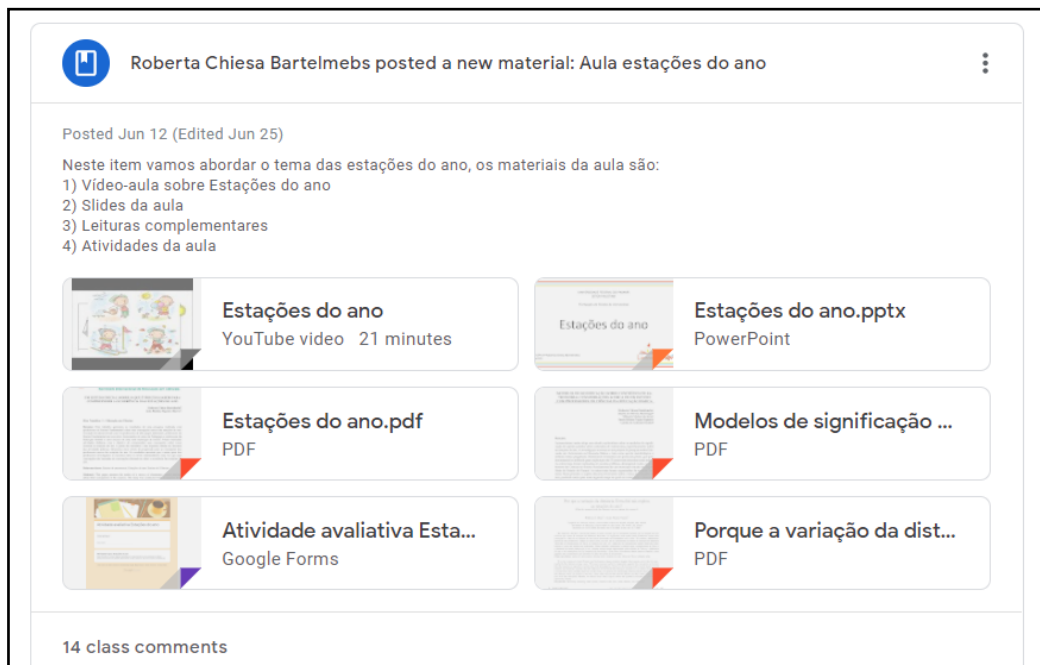 Roberta Chiesa Bartelmebs posted a new material: Aula estações do ano
Posted Jun 12 (Edited Jun 25)
Neste item vamos abordar o tema das estações do ano, os materiais da aula são:
1) Vídeo-aula sobre Estações do ano
2) Slides da aula
3) Leituras complementares
4) Atividades da aula
Estações do ano
YouTube video 21 minutes
Estações do ano
Estações do ano.pptx
PowerPoint
Estações do ano.pdf
PDF
Modelos de significação ...
PDF
Atividade avaliativa Esta...
Google Forms
Porque a variação da dist...
PDF
14 class comments